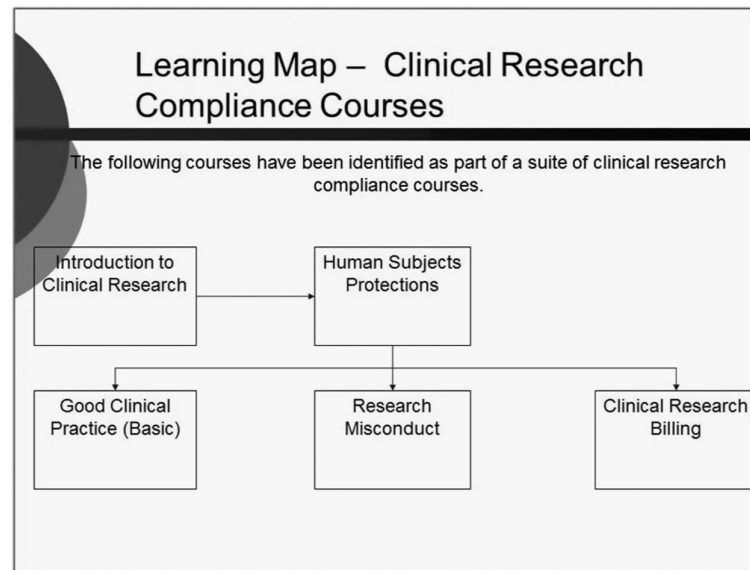 Learning Map – Clinical Research
Compliance Courses
The following courses have been identified as part of a suite of clinical research
compliance courses.
Introduction to
Clinical Research
Human Subjects
Protections
Good Clinical
Practice (Basic)
Research
Misconduct
Clinical Research
Billing